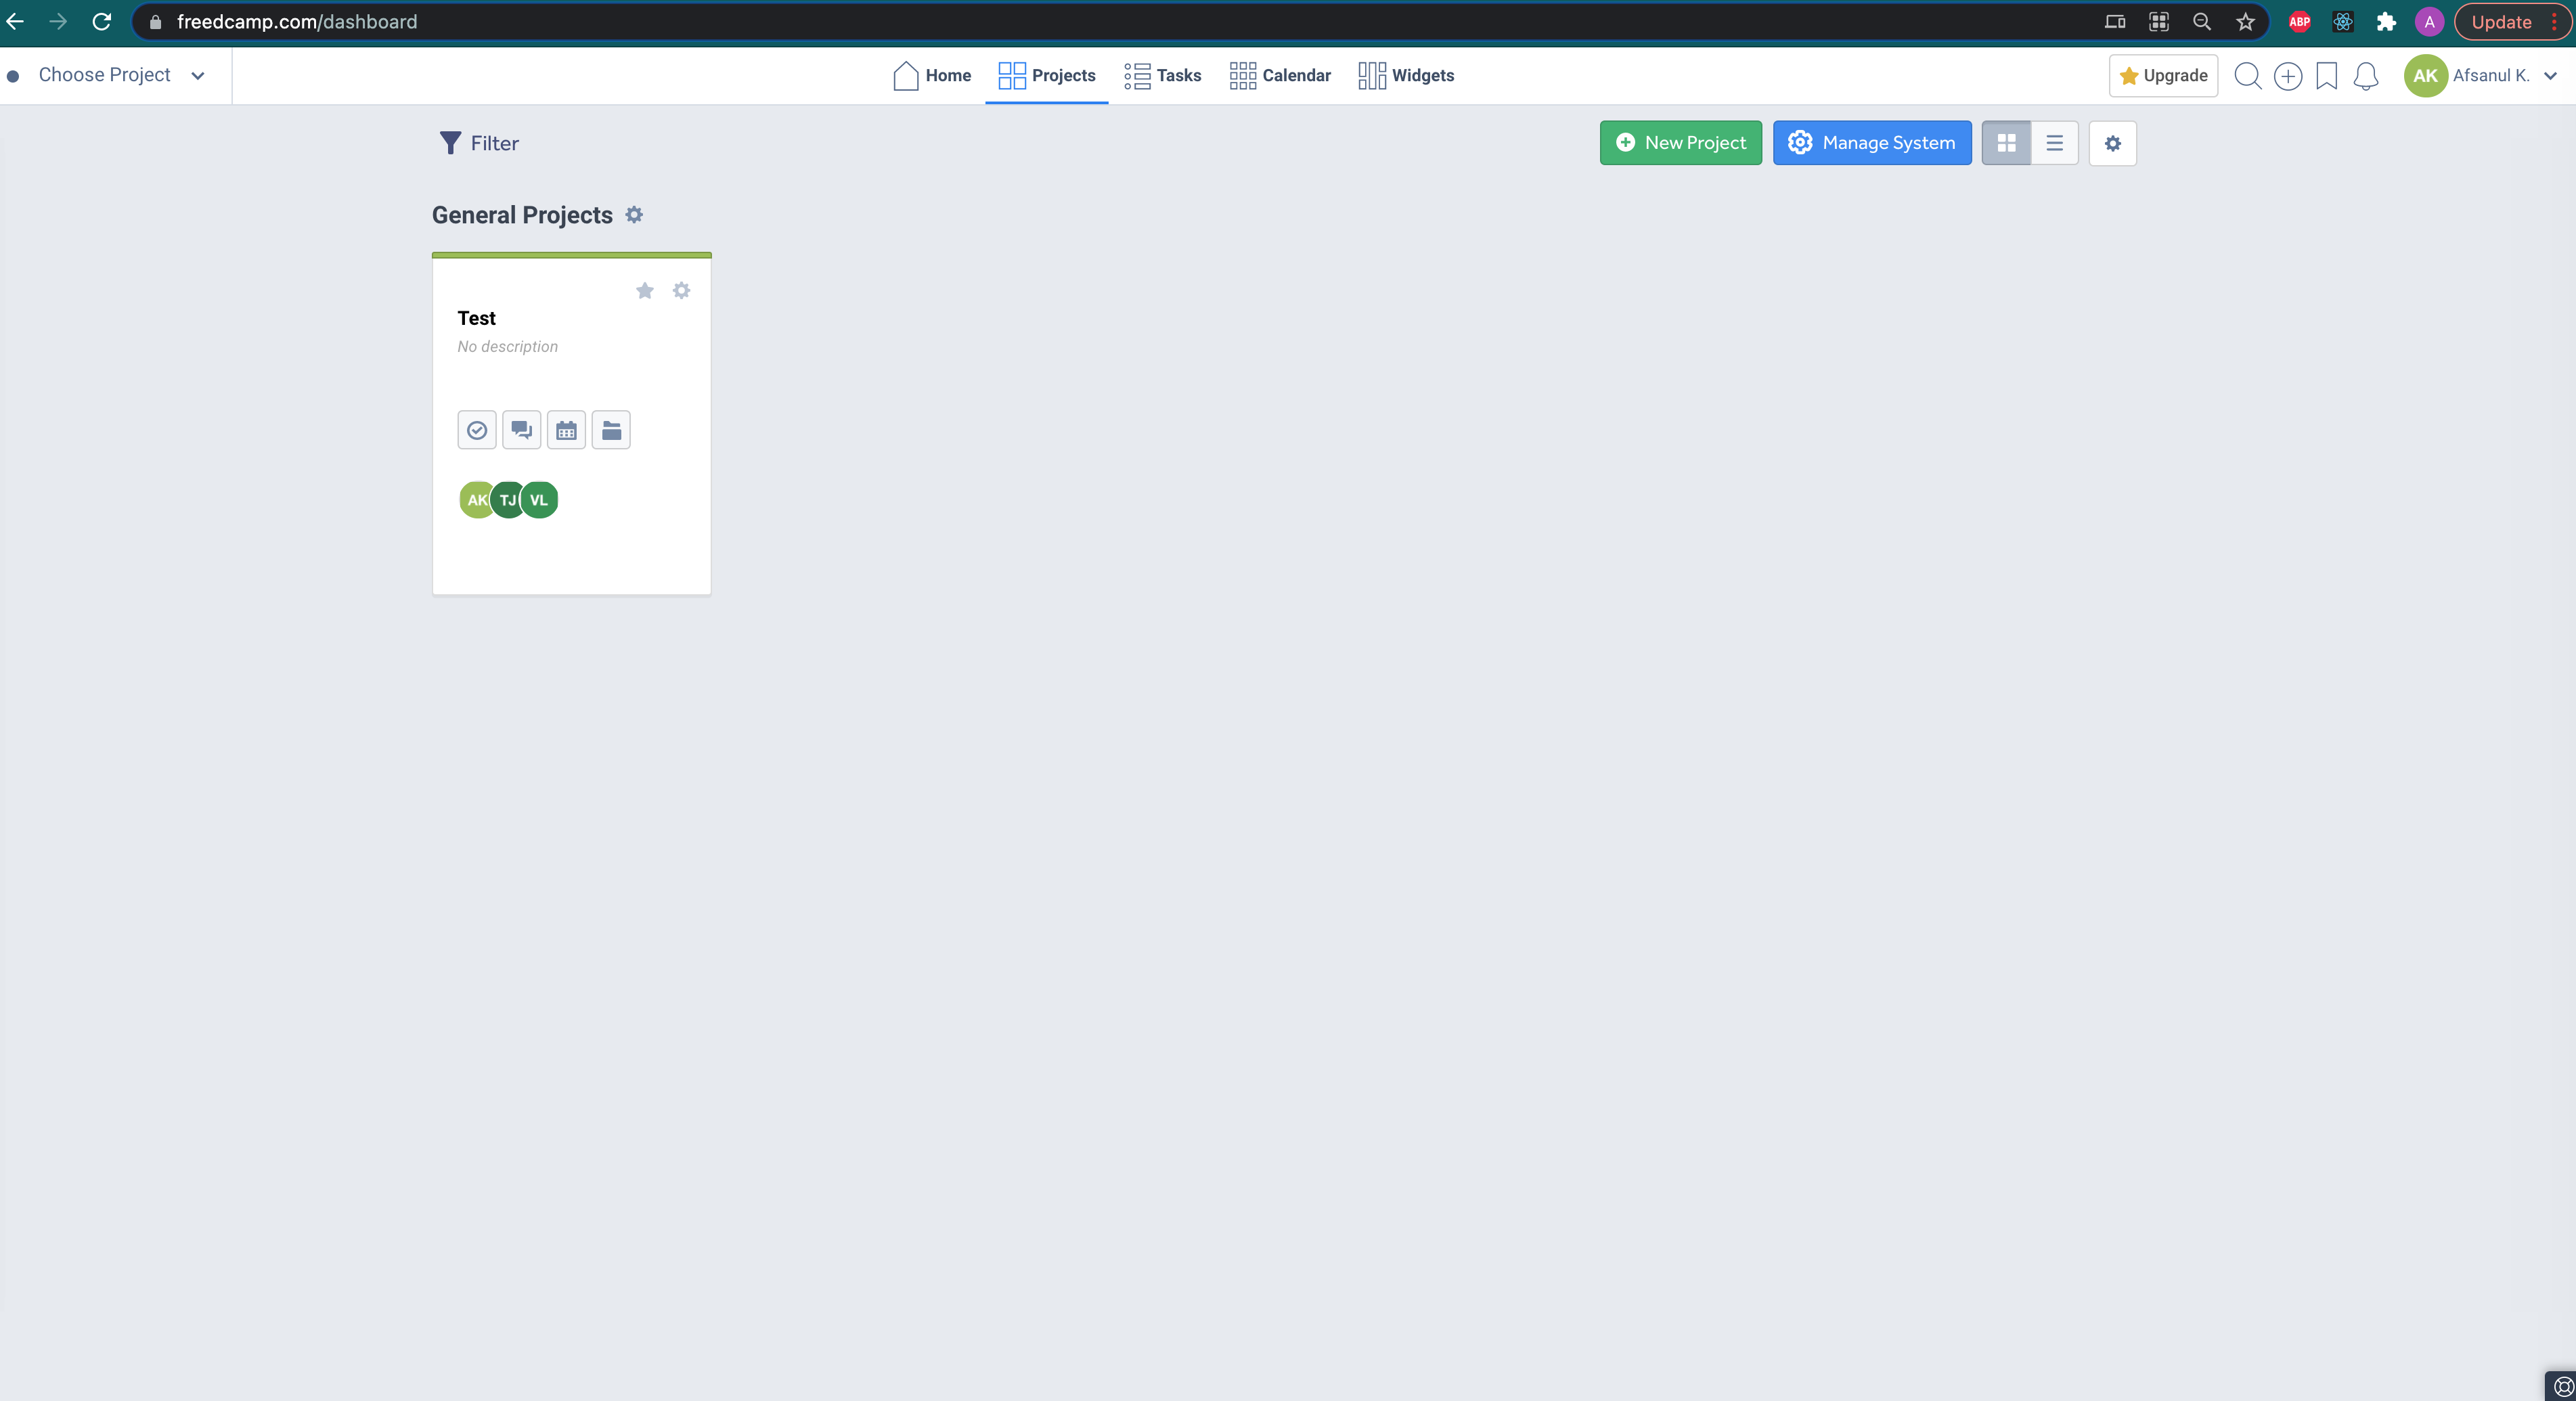 freedcamp.com/dashboard
ABP
A
Update
Choose Project
Home
Projects
Tasks
Calendar
Widgets
Upgrade
AK
Afsanul K.
Filter
New Project
Manage System
General Projects
Test
No description
AK TJ VL